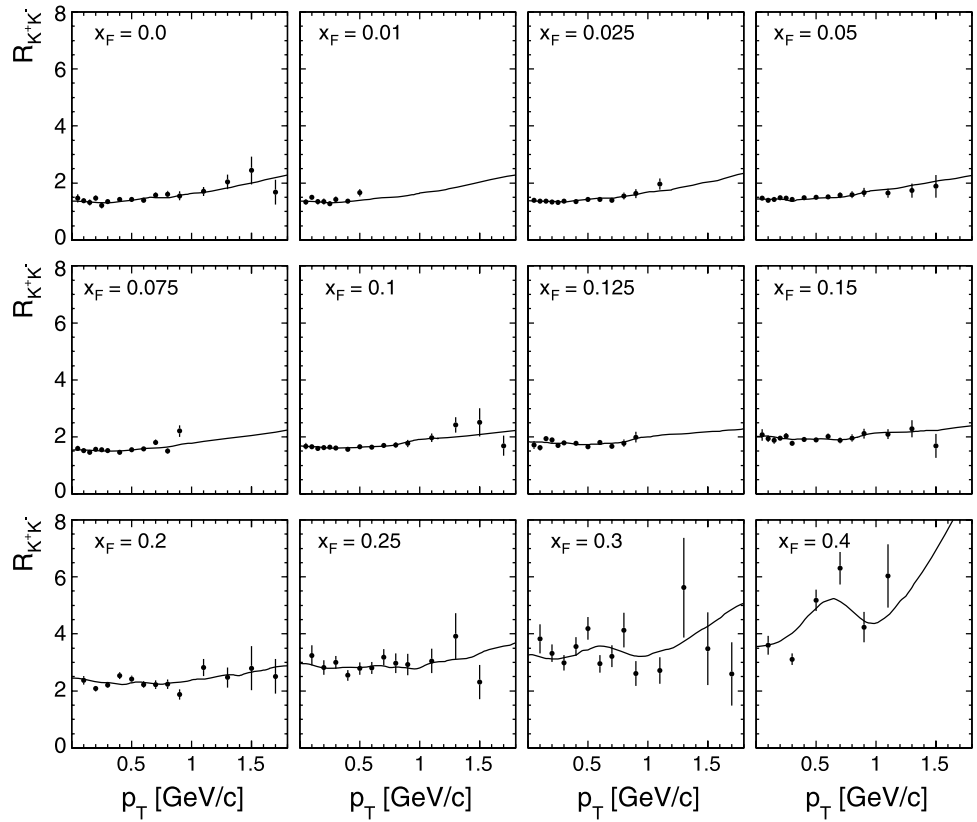 R_K+K-
8
6
4
2
0
x_F = 0.0
x_F = 0.01
x_F = 0.025
x_F = 0.05
R_K+K-
8
6
4
2
0
x_F = 0.075
x_F = 0.1
x_F = 0.125
x_F = 0.15
R_K+K-
8
6
4
2
0
x_F = 0.2
x_F = 0.25
x_F = 0.3
x_F = 0.4
0.5 1 1.5 0.5 1 1.5 0.5 1 1.5 0.5 1 1.5
p_T [GeV/c] p_T [GeV/c] p_T [GeV/c] p_T [GeV/c]